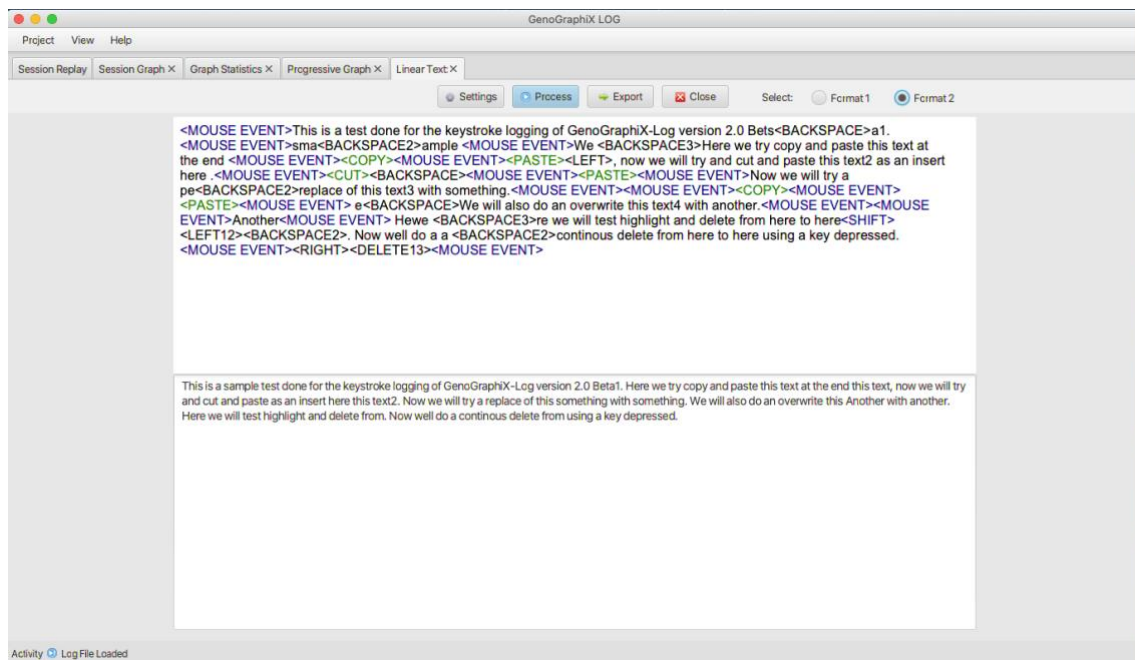 GenoGraphiX LOG
Project View Help
Session Replay Session Graph X Graph Statistics X Progressive Graph X Linear Text X
Settings Process Export Close Select: Format 1 Format 2
<MOUSE EVENT>This is a test done for the keystroke logging of GenoGraphiX-Log version 2.0 Bets<BACKSPACE>a1.
<MOUSE EVENT>sma<BACKSPACE2>ample <MOUSE EVENT>We <BACKSPACE3>Here we try copy and paste this text at
the end <MOUSE EVENT><COPY><MOUSE EVENT><PASTE><LEFT>, now we will try and cut and paste this text2 as an insert
here .<MOUSE EVENT><CUT><BACKSPACE><MOUSE EVENT><PASTE><MOUSE EVENT>Now we will try a
pe<BACKSPACE2>replace of this text3 with something.<MOUSE EVENT><MOUSE EVENT><COPY><MOUSE EVENT>
<PASTE><MOUSE EVENT> e<BACKSPACE>We will also do an overwrite this text4 with another.<MOUSE EVENT><MOUSE
EVENT>Another<MOUSE EVENT> Hewe <BACKSPACE3>re we will test highlight and delete from here to here<SHIFT>
<LEFT12><BACKSPACE2>. Now well do a a <BACKSPACE2>continous delete from here to here using a key depressed.
<MOUSE EVENT><RIGHT><DELETE13><MOUSE EVENT>
This is a sample test done for the keystroke logging of GenoGraphiX-Log version 2.0 Beta1. Here we try copy and paste this text at the end this text, now we will try
and cut and paste as an insert here this text2. Now we will try a replace of this something with something. We will also do an overwrite this Another with another.
Here we will test highlight and delete from. Now well do a continous delete from using a key depressed.
Activity Log File Loaded